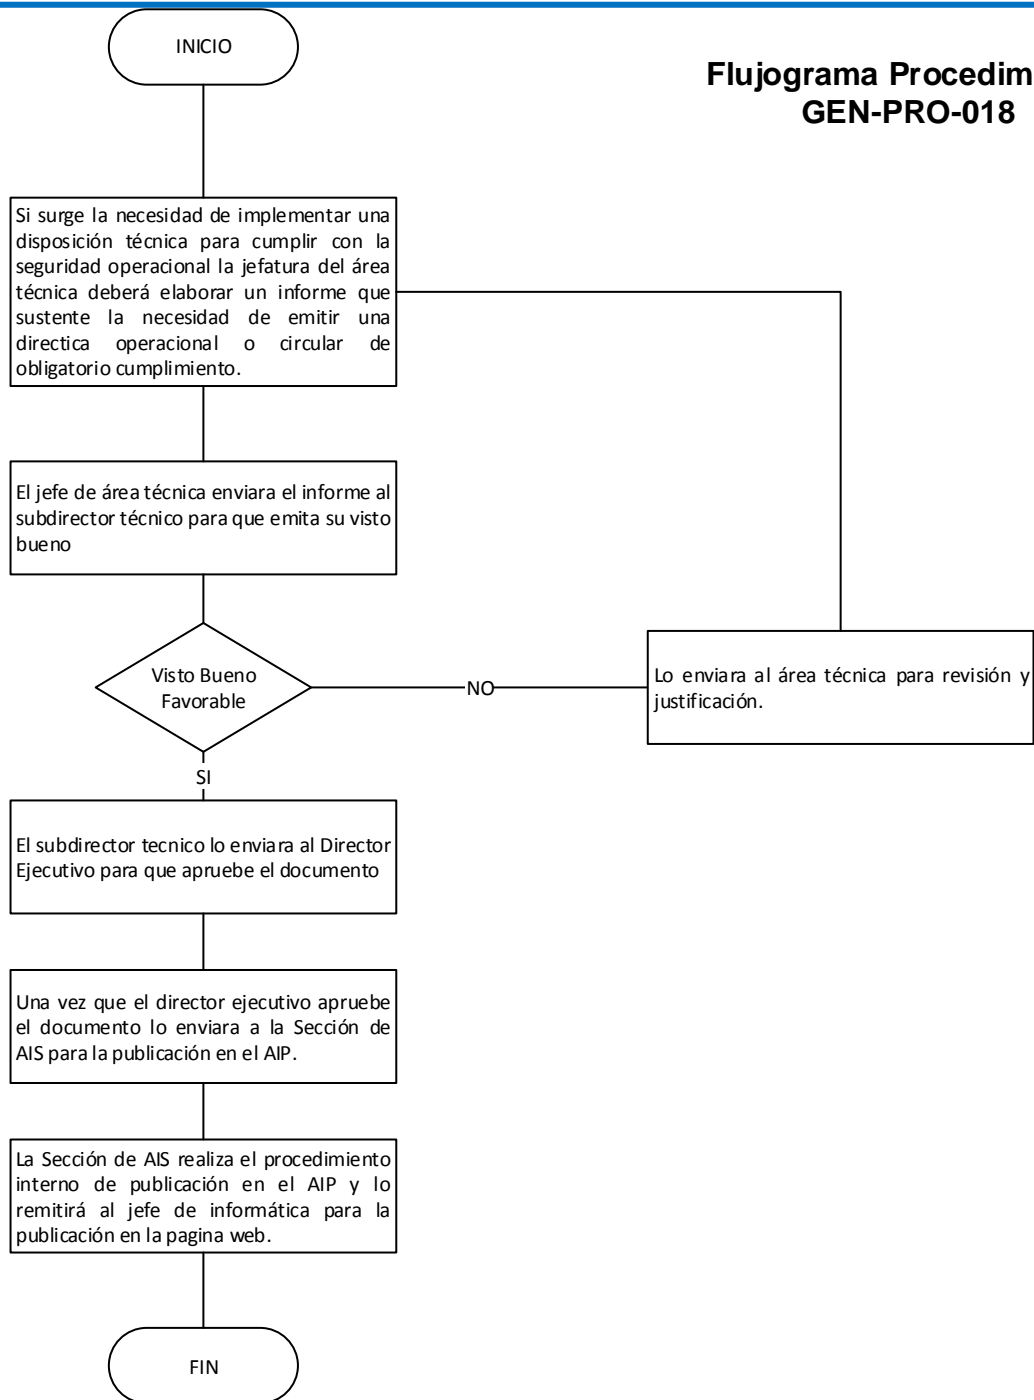 INICIO
Flujograma Procedim
GEN-PRO-018
Si surge la necesidad de implementar una
disposición técnica para cumplir con la
seguridad operacional la jefatura del área
técnica deberá elaborar un informe que
sustente la necesidad de emitir una
directica operacional o circular de
obligatorio cumplimiento.
El jefe de área técnica enviara el informe al
subdirector técnico para que emita su visto
bueno
Visto Bueno
Favorable
NO
Lo enviara al área técnica para revisión y
justificación.
SI
El subdirector tecnico lo enviara al Director
Ejecutivo para que apruebe el documento
Una vez que el director ejecutivo apruebe
el documento lo enviara a la Sección de
AIS para la publicación en el AIP.
La Sección de AIS realiza el procedimiento
interno de publicación en el AIP y lo
remitirá al jefe de informática para la
publicación en la pagina web.
FIN